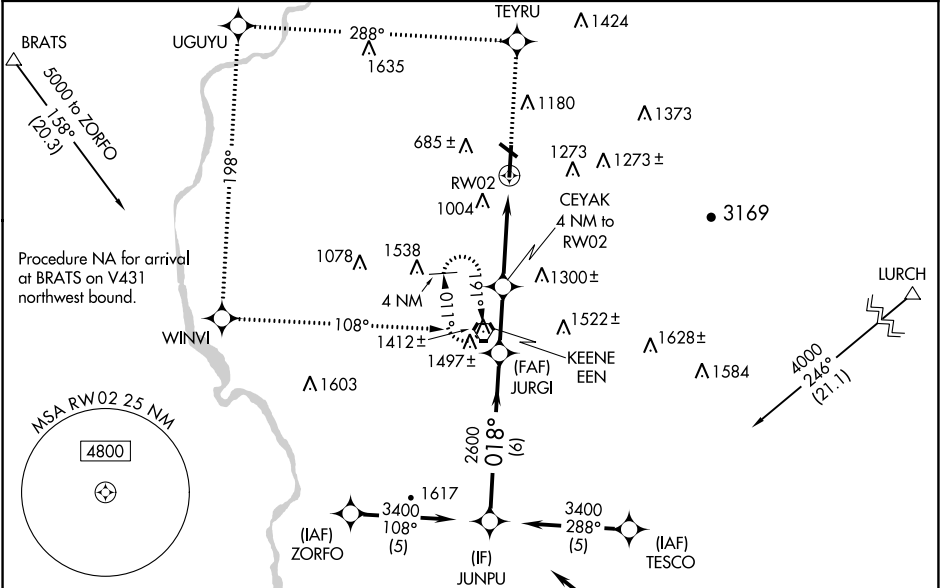 TEYRU
1424
UGUYU
288°
1635
BRATS
5000 to ZORFO
158°
(20.3)
1180
1373
685 ±
1273
1273 ±
198°
RW02
1004
CEYAK
4 NM to
RW02
3169
Procedure NA for arrival
at BRATS on V431
northwest bound.
1078
1538
4 NM
011°
191°
1300 ±
LURCH
WINVI
108°
1412 ±
1497 ±
1522 ±
KEENE
EEN
1628 ±
1584
(FAF)
JURGI
4000
246°
(21.1)
1603
MSA RW02 25 NM
4800
2600
018°
(6)
1617
(IAF)
ZORFO
3400
108°
(5)
(IF)
JUNPU
3400
288°
(5)
(IAF)
TESCO